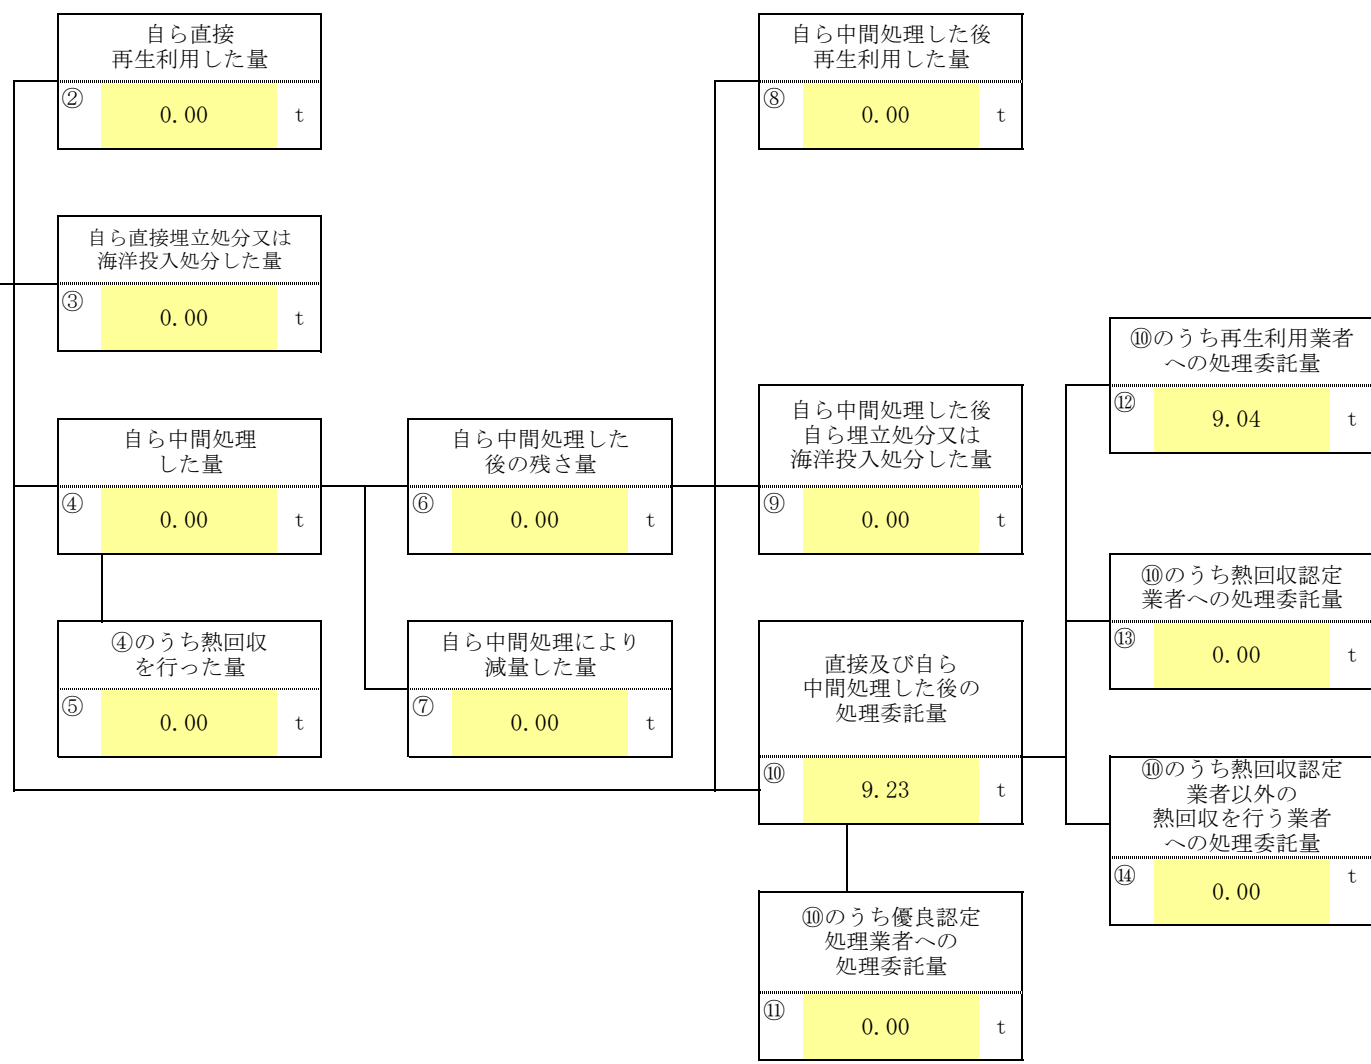 自ら直接
再生利用した量
② 0.00 t
自ら中間処理した後
再生利用した量
⑧ 0.00 t
自ら直接埋立処分又は
海洋投入処分した量
③ 0.00 t
⑩のうち再生利用業者
への処理委託量
⑫ 9.04 t
自ら中間処理
した量
④ 0.00 t
自ら中間処理した
後の残さ量
⑥ 0.00 t
自ら中間処理した後
自ら埋立処分又は
海洋投入処分した量
⑨ 0.00 t
⑩のうち熱回収認定
業者への処理委託量
⑬ 0.00 t
④のうち熱回収
を行った量
⑤ 0.00 t
自ら中間処理により
減量した量
⑦ 0.00 t
直接及び自ら
中間処理した後の
処理委託量
⑩ 9.23 t
⑩のうち熱回収認定
業者以外の
熱回収を行う業者
への処理委託量
⑭ 0.00 t
⑩のうち優良認定
処理業者への
処理委託量
⑪ 0.00 t